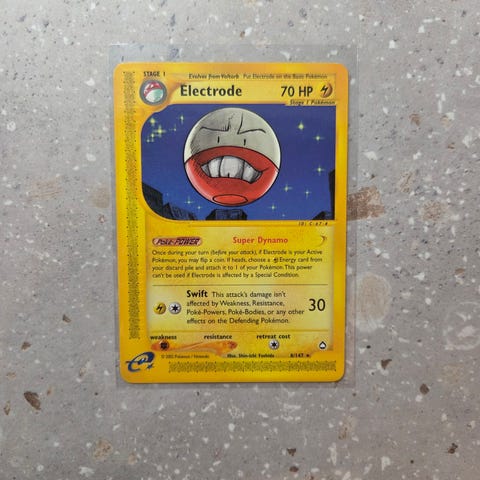 STAGE 1 Evolves from Voltorb Put Electrode on the Basic Pokémon
Electrode 70 HP
Stage 1 Pokémon
ID: C-67-#
POKé-POWER Super Dynamo
Once during your turn (before your attack), if Electrode is your Active
Pokémon, you may flip a coin. If heads, choose a Energy card from
your discard pile and attach it to 1 of your Pokémon. This power
can't be used if Electrode is affected by a Special Condition.
Swift This attack's damage isn't
affected by Weakness, Resistance,
Poké-Powers, Poké-Bodies, or any other
effects on the Defending Pokémon.
30
weakness resistance retreat cost
© 2002 Pokémon / Nintendo Illus. Shin-ichi Yoshida 8/147
e